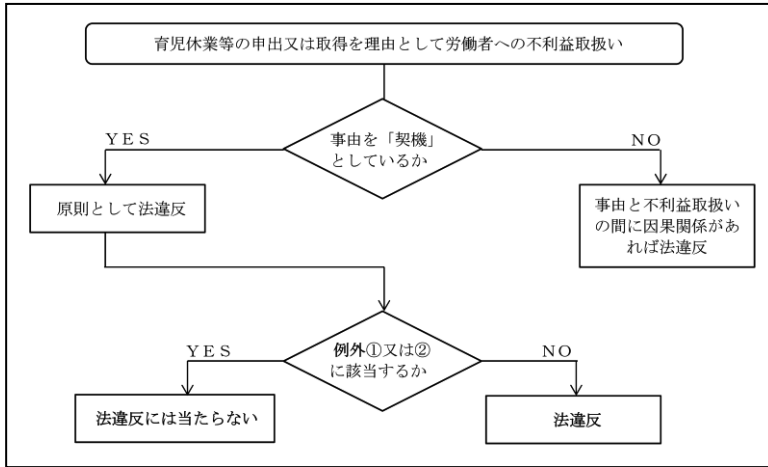 育児休業等の申出又は取得を理由として労働者への不利益取扱い
事由を「契機」
としているか
ＹＥＳ
ＮＯ
原則として法違反
事由と不利益取扱い
の間に因果関係があ
れば法違反
例外①又は②
に該当するか
ＹＥＳ
ＮＯ
法違反には当たらない
法違反